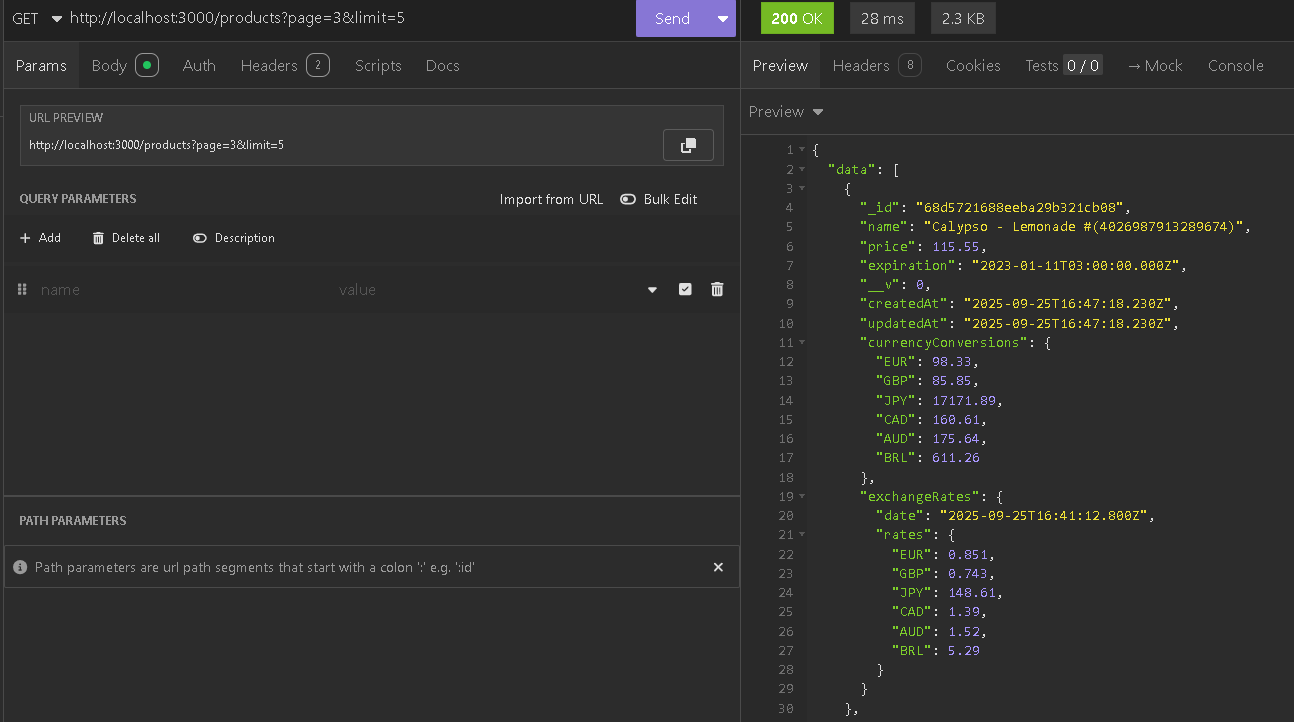 GET http://localhost:3000/products?page=3&limit=5 Send
Params Body Auth Headers 2 Scripts Docs
URL PREVIEW
http://localhost:3000/products?page=3&limit=5
QUERY PARAMETERS Import from URL Bulk Edit
+ Add Delete all Description
name value
PATH PARAMETERS
Path parameters are url path segments that start with a colon ':' e.g. ':id'
200 OK 28 ms 2.3 KB
Preview Headers 8 Cookies Tests 0 / 0 → Mock Console
Preview
1 {
2 "data": [
3 {
4 "_id": "68d5721688eeba29b321cb08",
5 "name": "Calypso - Lemonade #(4026987913289674)",
6 "price": 115.55,
7 "expiration": "2023-01-11T03:00:00.000Z",
8 "__v": 0,
9 "createdAt": "2025-09-25T16:47:18.230Z",
10 "updatedAt": "2025-09-25T16:47:18.230Z",
11 "currencyConversions": {
12 "EUR": 98.33,
13 "GBP": 85.85,
14 "JPY": 17171.89,
15 "CAD": 160.61,
16 "AUD": 175.64,
17 "BRL": 611.26
18 },
19 "exchangeRates": {
20 "date": "2025-09-25T16:41:12.800Z",
21 "rates": {
22 "EUR": 0.851,
23 "GBP": 0.743,
24 "JPY": 148.61,
25 "CAD": 1.39,
26 "AUD": 1.52,
27 "BRL": 5.29
28 }
29 }
30 },